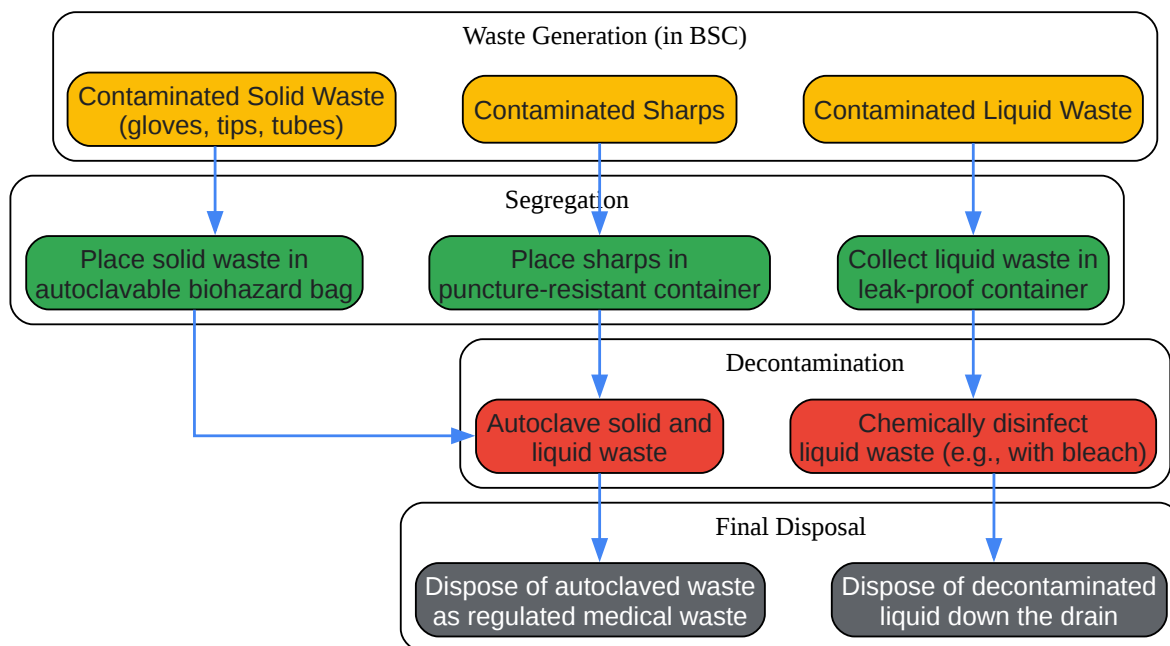 Waste Generation (in BSC)
Contaminated Solid Waste
(gloves, tips, tubes)
Contaminated Sharps
Contaminated Liquid Waste
Segregation
Place solid waste in
autoclavable biohazard bag
Place sharps in
puncture-resistant container
Collect liquid waste in
leak-proof container
Decontamination
Autoclave solid and
liquid waste
Chemically disinfect
liquid waste (e.g., with bleach)
Final Disposal
Dispose of autoclaved waste
as regulated medical waste
Dispose of decontaminated
liquid down the drain